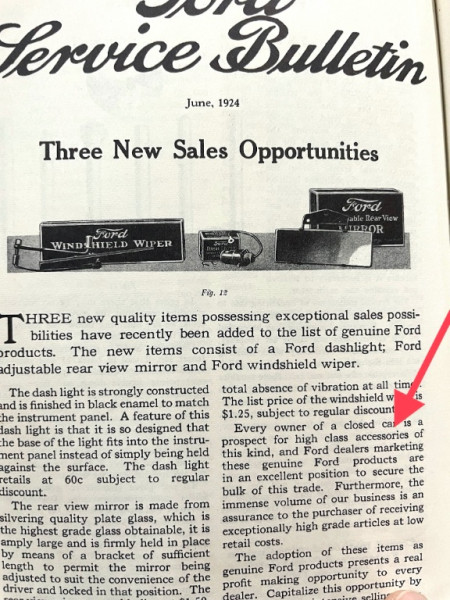 Ford
Service Bulletin
June, 1924
Three New Sales Opportunities
Ford
WINDSHIELD WIPER
Ford
Ford
able Rear View
MIRROR
Fig. 12
THREE new quality items possessing exceptional sales possi-
bilities have recently been added to the list of genuine Ford
products. The new items consist of a Ford dashlight; Ford
adjustable rear view mirror and Ford windshield wiper.
The dash light is strongly constructed
and is finished in black enamel to match
the instrument panel. A feature of this
dash light is that it is so designed that
the base of the light fits into the instru-
ment panel instead of simply being held
against the surface. The dash light
retails at 60c subject to regular
discount.
The rear view mirror is made from
silvering quality plate glass, which is
the highest grade glass obtainable, it is
amply large and is firmly held in place
by means of a bracket of sufficient
length to permit the mirror being
adjusted to suit the convenience of the
driver and locked in that position. The
total absence of vibration at all time
The list price of the windshield w is
$1.25, subject to regular discount
Every owner of a closed car is a
prospect for high class accessories of
this kind, and Ford dealers marketing
these genuine Ford products are
in an excellent position to secure the
bulk of this trade. Furthermore, the
immense volume of our business is an
assurance to the purchaser of receiving
exceptionally high grade articles at low
retail costs.
The adoption of these items as
genuine Ford products presents a real
profit making opportunity to every
dealer. Capitalize this opportunity by